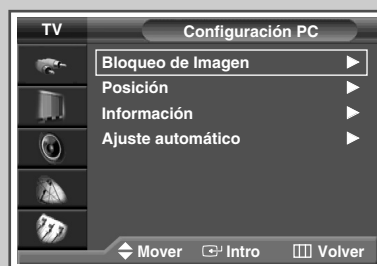 TV
Configuración PC
Bloqueo de Imagen
Posición
Información
Ajuste automático
Mover Intro Volver